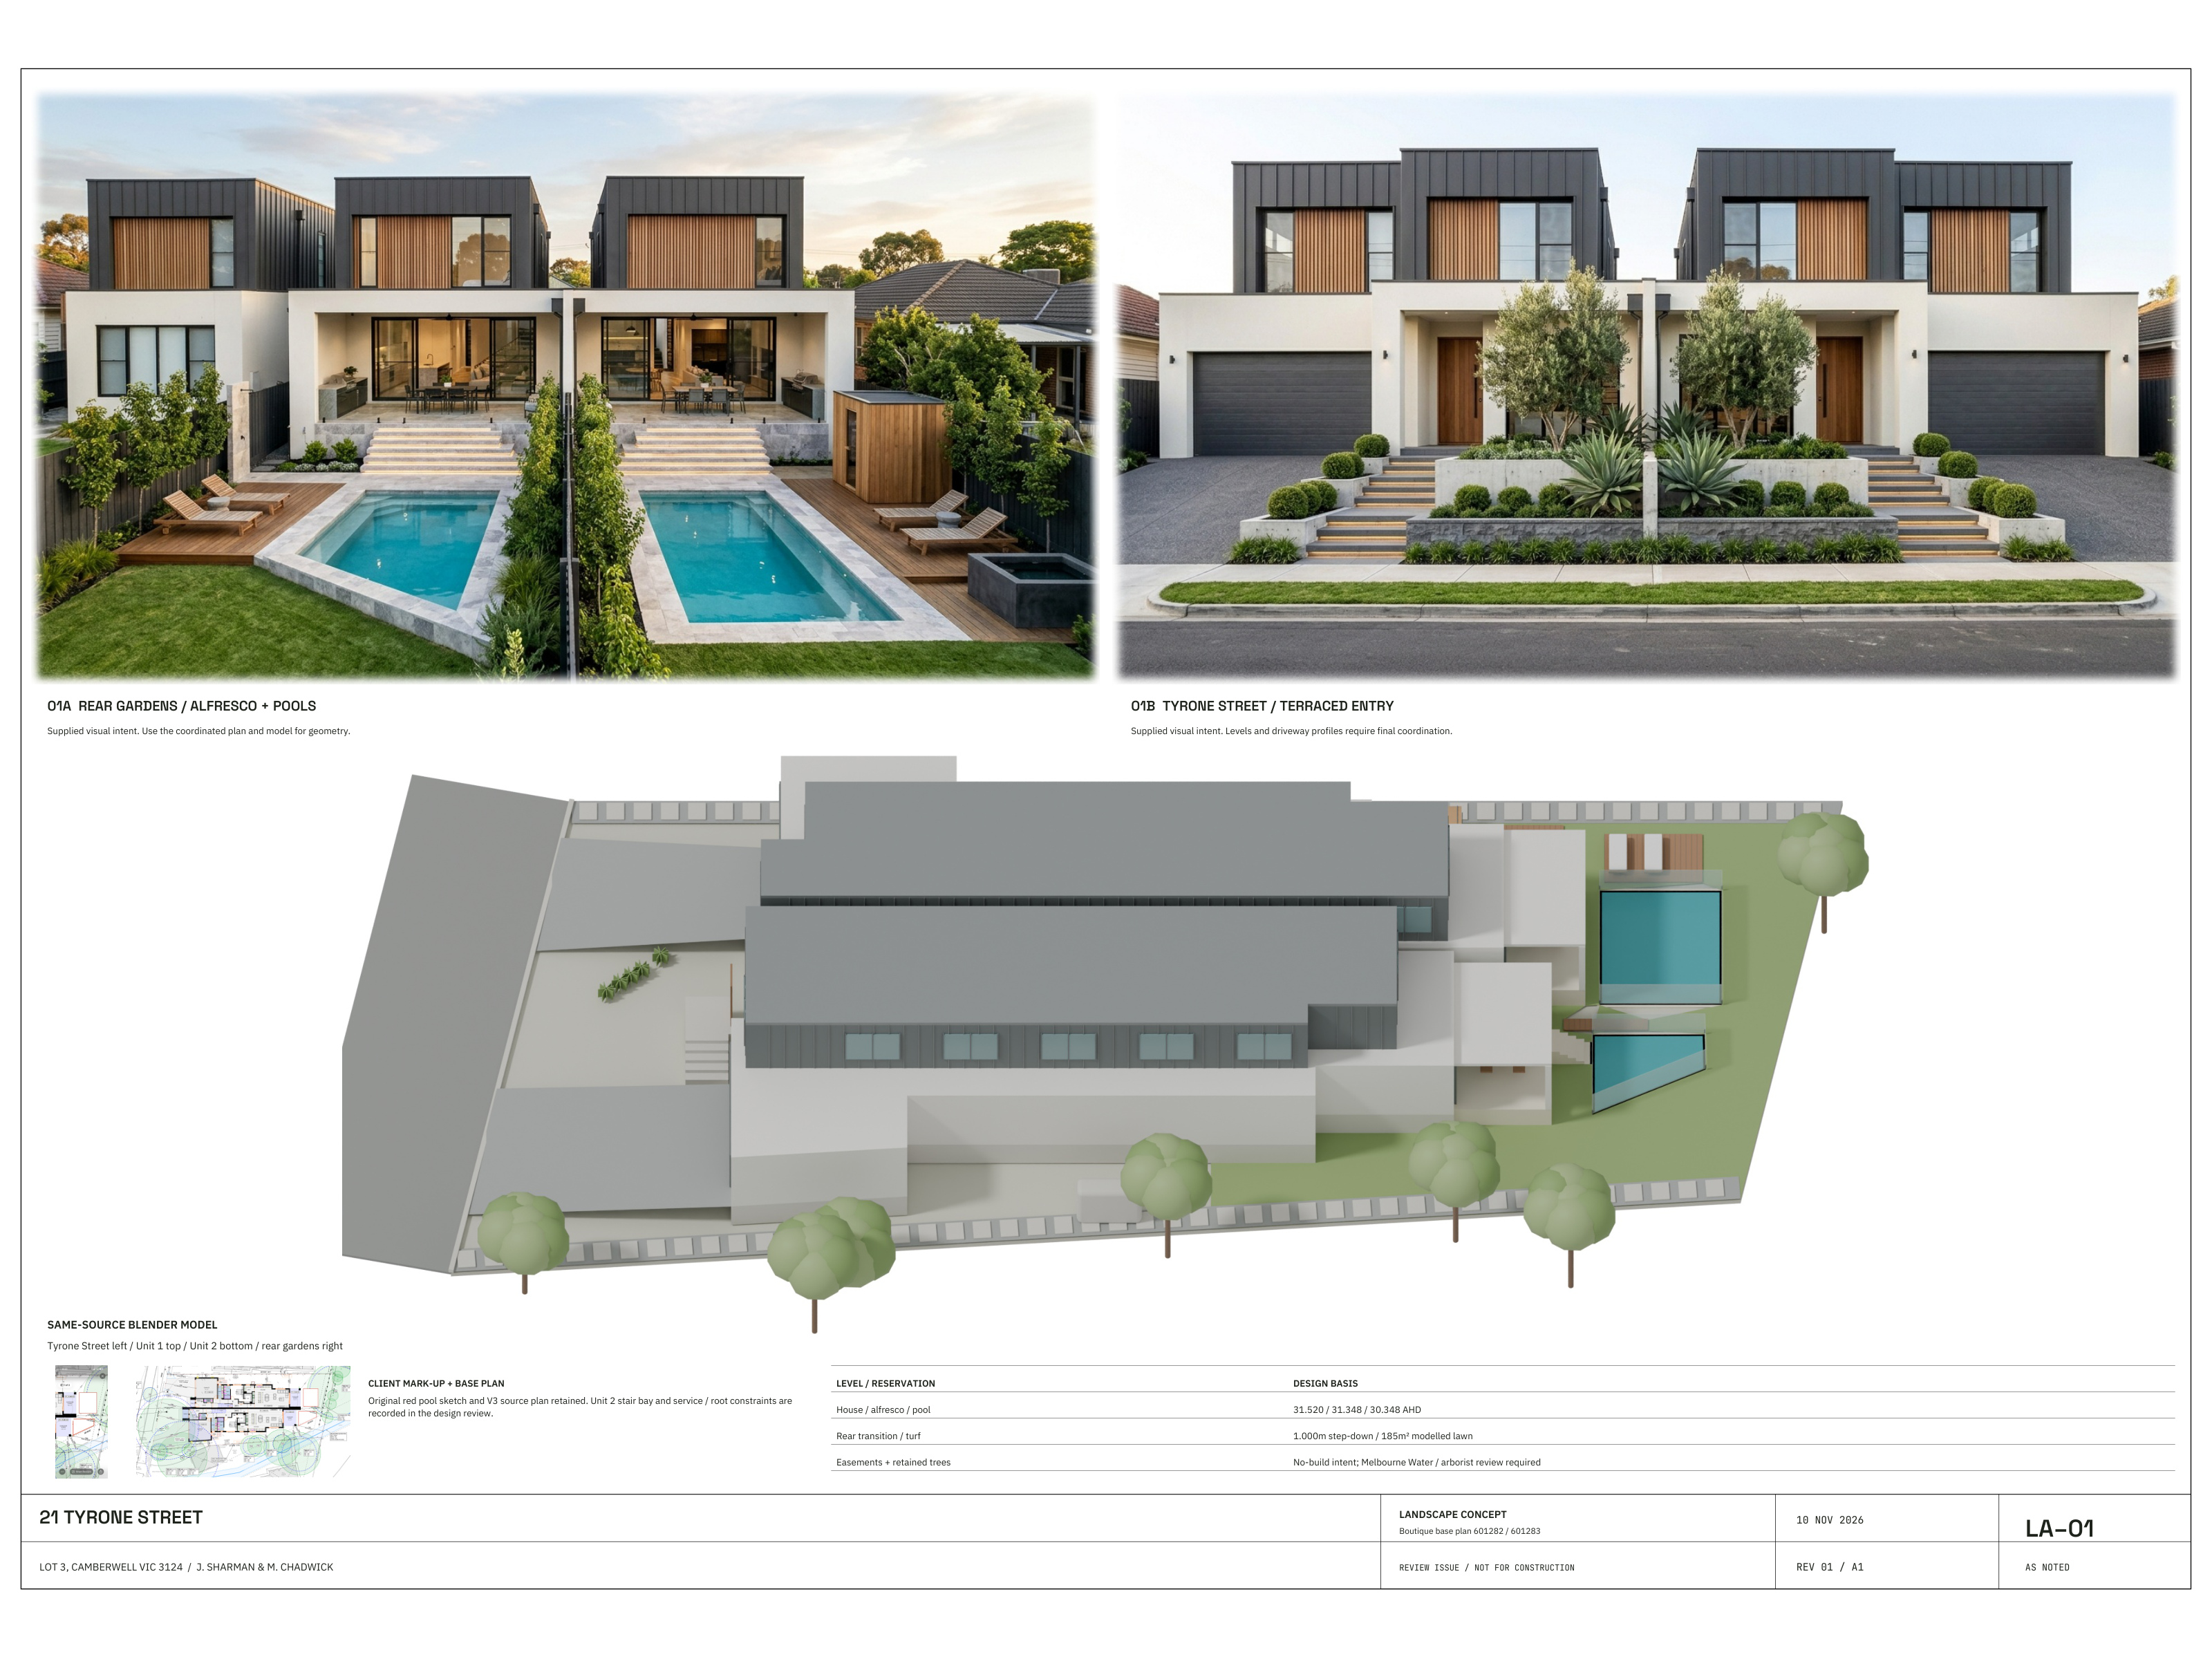 01A REAR GARDENS / ALFRESCO + POOLS
Supplied visual intent. Use the coordinated plan and model for geometry.
01B TYRONE STREET / TERRACED ENTRY
Supplied visual intent. Levels and driveway profiles require final coordination.
SAME-SOURCE BLENDER MODEL
Tyrone Street left / Unit 1 top / Unit 2 bottom / rear gardens right
CLIENT MARK-UP + BASE PLAN
Original red pool sketch and V3 source plan retained. Unit 2 stair bay and service / root constraints are
recorded in the design review.
LEVEL / RESERVATION DESIGN BASIS
House / alfresco / pool 31.520 / 31.348 / 30.348 AHD
Rear transition / turf 1.000m step-down / 185m² modelled lawn
Easements + retained trees No-build intent; Melbourne Water / arborist review required
21 TYRONE STREET
LOT 3, CAMBERWELL VIC 3124 / J. SHARMAN & M. CHADWICK
LANDSCAPE CONCEPT
Boutique base plan 601282 / 601283
REVIEW ISSUE / NOT FOR CONSTRUCTION
10 NOV 2026
REV 01 / A1
LA-01
AS NOTED